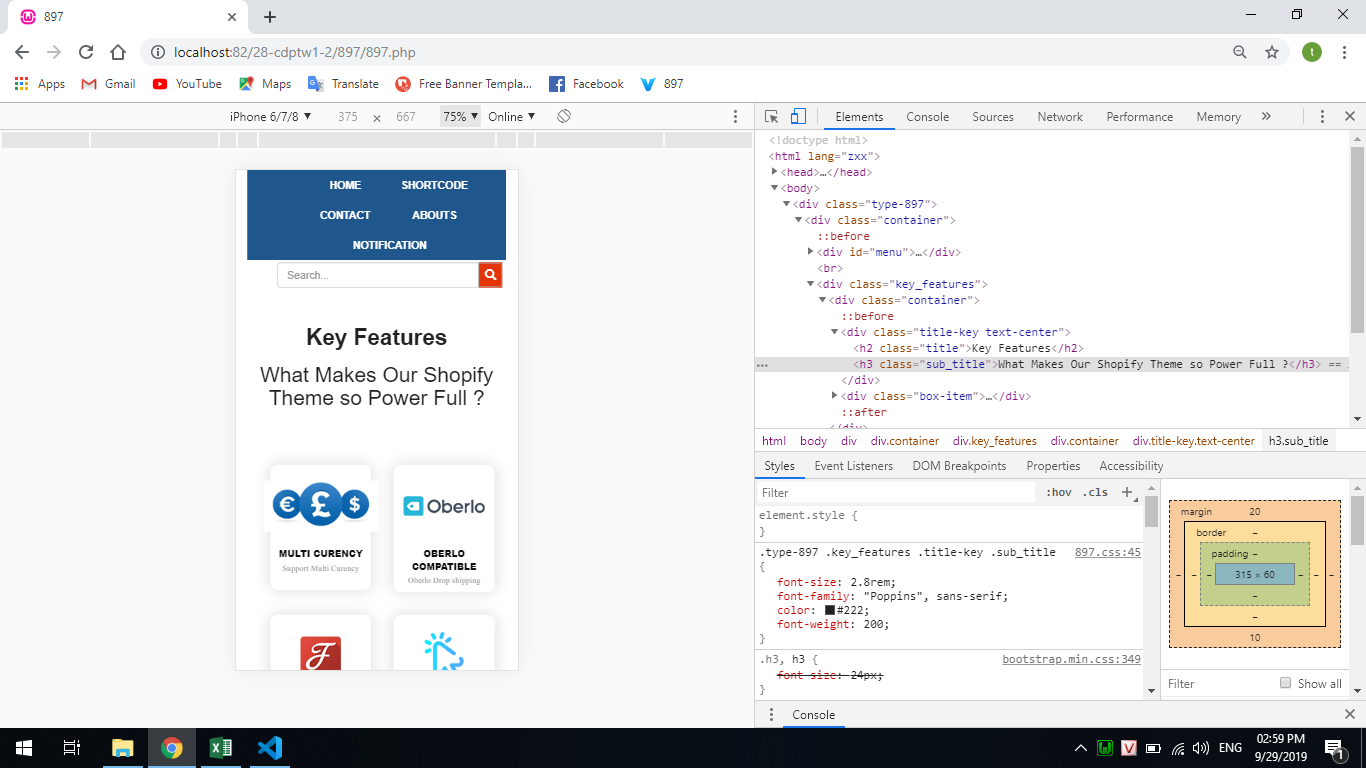 897
localhost:82/28-cdptw1-2/897/897.php
t
Apps Gmail YouTube Maps Translate Free Banner Templa... Facebook 897
iPhone 6/7/8 ▼ 375 × 667 75% ▼ Online ▼
HOME SHORTCODE
CONTACT ABOUTS
NOTIFICATION
Search...
Key Features
What Makes Our Shopify
Theme so Power Full ?
€ £ $
MULTI CURENCY
Support Multi Curency
Oberlo
OBERLO
COMPATIBLE
Oberlo Drop shipping
Elements Console Sources Network Performance Memory »
<!doctype html>
<html lang="zxx">
▶<head>…</head>
▼<body>
▼<div class="type-897">
▼<div class="container">
::before
▶<div id="menu">…</div>
<br>
▼<div class="key_features">
▼<div class="container">
::before
▼<div class="title-key text-center">
<h2 class="title">Key Features</h2>
… <h3 class="sub_title">What Makes Our Shopify Theme so Power Full ?</h3> ==
</div>
▶<div class="box-item">…</div>
::after
</div>
html body div div.container div.key_features div.container div.title-key.text-center h3.sub_title
Styles Event Listeners DOM Breakpoints Properties Accessibility
Filter :hov .cls +
element.style {
}
.type-897 .key_features .title-key .sub_title 897.css:45
{
font-size: 2.8rem;
font-family: "Poppins", sans-serif;
color: #222;
font-weight: 200;
}
.h3, h3 { bootstrap.min.css:349
font-size: 24px;
}
margin 20
border –
padding –
– – – 315 × 60 – – –
–
–
10
Filter Show all
Console
ENG
02:59 PM
9/29/2019
1